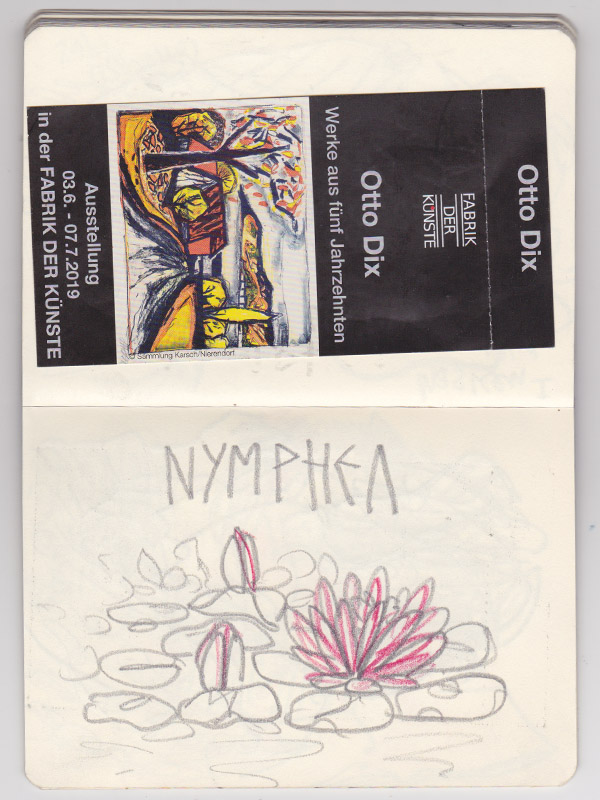 Otto Dix
FABRIK
DER
KÜNSTE
Otto Dix
Werke aus fünf Jahrzehnten
© Sammlung Karsch/Nierendorf
Ausstellung
03.6. - 07.7.2019
in der FABRIK DER KÜNSTE
NYMPHEA